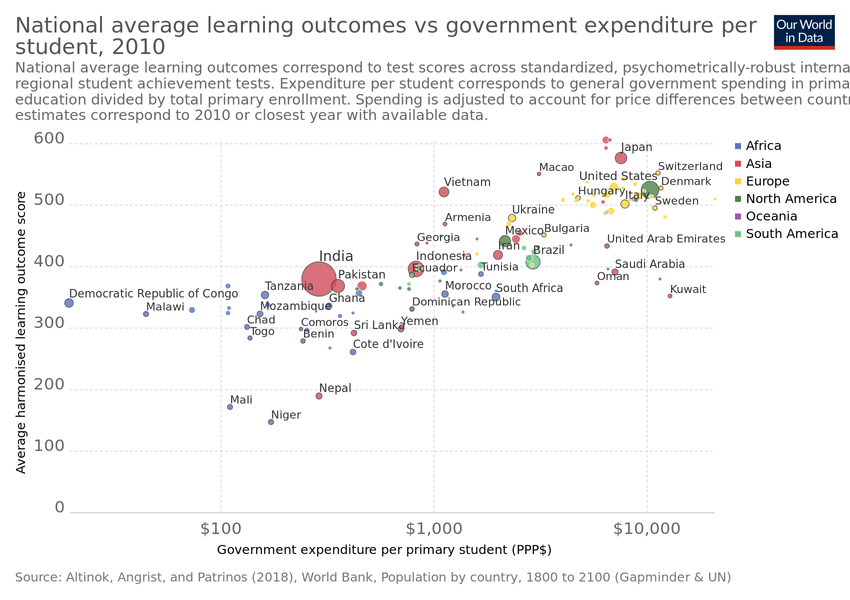 National average learning outcomes vs government expenditure per
student, 2010
Our World
in Data
National average learning outcomes correspond to test scores across standardized, psychometrically-robust interna
regional student achievement tests. Expenditure per student corresponds to general government spending in prima
education divided by total primary enrollment. Spending is adjusted to account for price differences between count
estimates correspond to 2010 or closest year with available data.
600
500
400
300
200
100
0
Average harmonised learning outcome score
Japan
Macao
Switzerland
United States
Denmark
Vietnam
Hungary
Italy
Sweden
Ukraine
Armenia
Mexico
Bulgaria
Georgia
United Arab Emirates
Iran
Brazil
India
Indonesia
Ecuador
Tunisia
Saudi Arabia
Pakistan
Oman
Tanzania
Morocco
South Africa
Kuwait
Democratic Republic of Congo
Ghana
Dominican Republic
Malawi
Mozambique
Chad
Togo
Comoros
Benin
Sri Lanka
Yemen
Cote d'Ivoire
Nepal
Mali
Niger
Africa
Asia
Europe
North America
Oceania
South America
$100
$1,000
$10,000
Government expenditure per primary student (PPP$)
Source: Altinok, Angrist, and Patrinos (2018), World Bank, Population by country, 1800 to 2100 (Gapminder & UN)